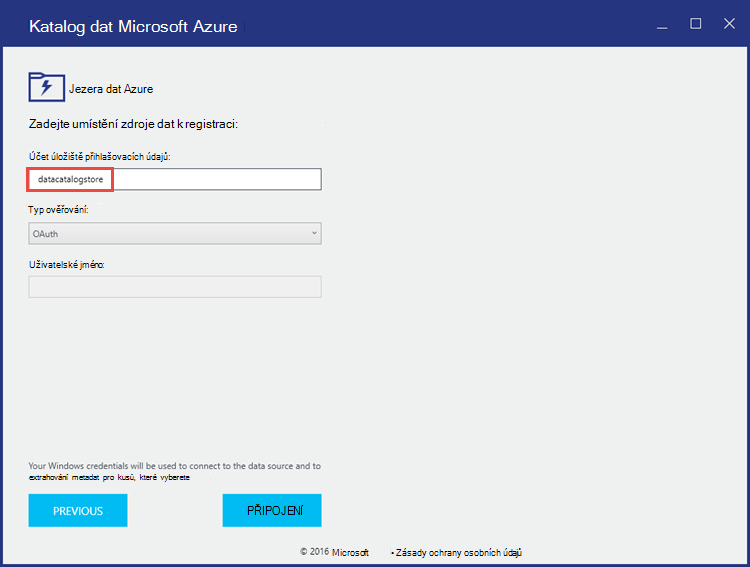 Katalog dat Microsoft Azure
Jezera dat Azure
Zadejte umístění zdroje dat k registraci:
Účet úložiště přihlašovacích údajů:
datacatalogstore
Typ ověřování:
OAuth
Uživatelské jméno:
Your Windows credentials will be used to connect to the data source and to
extrahování metadat pro kusů, které vyberete
PREVIOUS
PŘIPOJENÍ
© 2016 Microsoft • Zásady ochrany osobních údajů